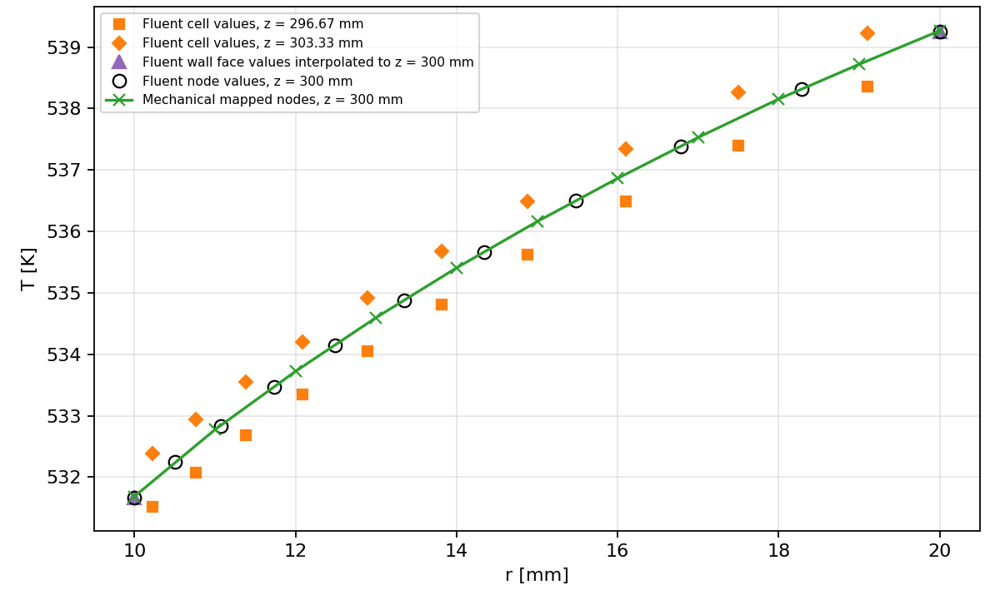 Fluent cell values, z = 296.67 mm
Fluent cell values, z = 303.33 mm
Fluent wall face values interpolated to z = 300 mm
Fluent node values, z = 300 mm
Mechanical mapped nodes, z = 300 mm
539
538
537
536
535
534
533
532
T [K]
10 12 14 16 18 20
r [mm]